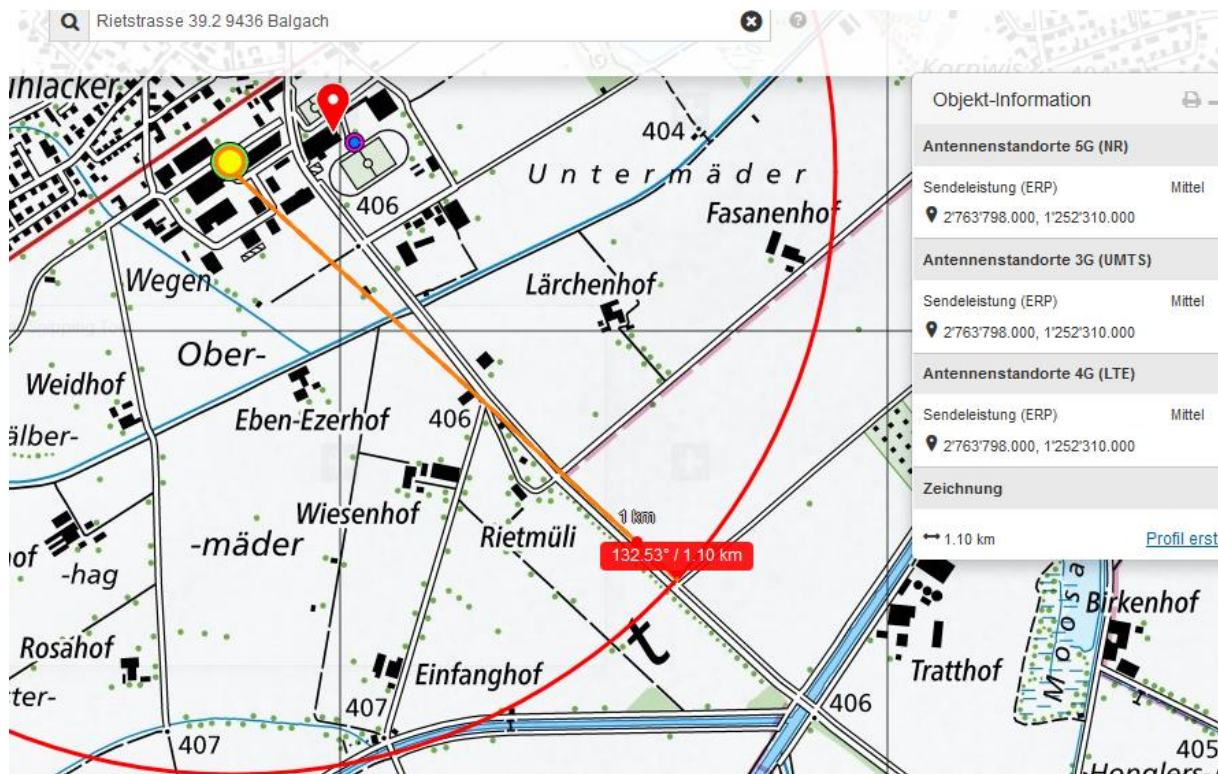 Rietstrasse 39.2 9436 Balgach
Kornwis
Objekt-Information
ihlacker
404
Antennenstandorte 5G (NR)
Untermäder
Sendeleistung (ERP) Mittel
406
Fasanenhof
2'763'798.000, 1'252'310.000
Wegen
Lärchenhof
Antennenstandorte 3G (UMTS)
Sendeleistung (ERP) Mittel
2'763'798.000, 1'252'310.000
Ober-
Weidhof
Antennenstandorte 4G (LTE)
Eben-Ezerhof
406
Sendeleistung (ERP) Mittel
älber-
2'763'798.000, 1'252'310.000
Zeichnung
Wiesenhof
1 km
Rietmüli
-mäder
1.10 km Profil erst
132.53° / 1.10 km
of
-hag
Birkenhof
t
Moosa
Rosahof
Einfanghof
Tratthof
ter-
407
406
407
405
Honglers-